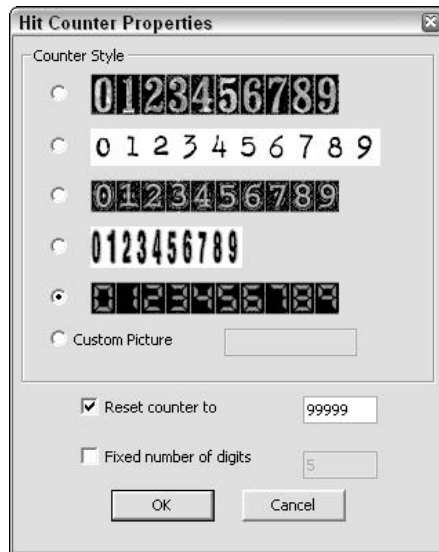 Hit Counter Properties
Counter Style
0123456789
0 1 2 3 4 5 6 7 8 9
0123456789
0123456789
0123456789
Custom Picture
Reset counter to 99999
Fixed number of digits 5
OK Cancel